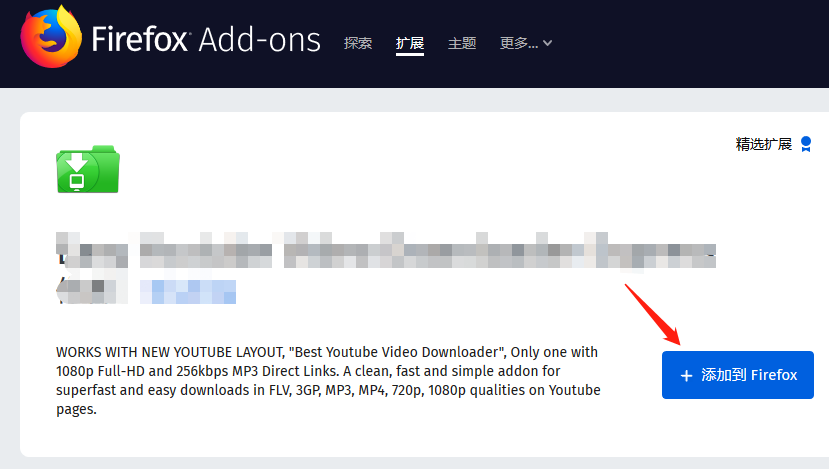 Firefox Add-ons 探索 扩展 主题 更多...
精选扩展
WORKS WITH NEW YOUTUBE LAYOUT, "Best Youtube Video Downloader", Only one with
1080p Full-HD and 256kbps MP3 Direct Links. A clean, fast and simple addon for
superfast and easy downloads in FLV, 3GP, MP3, MP4, 720p, 1080p qualities on Youtube
pages.
+ 添加到 Firefox